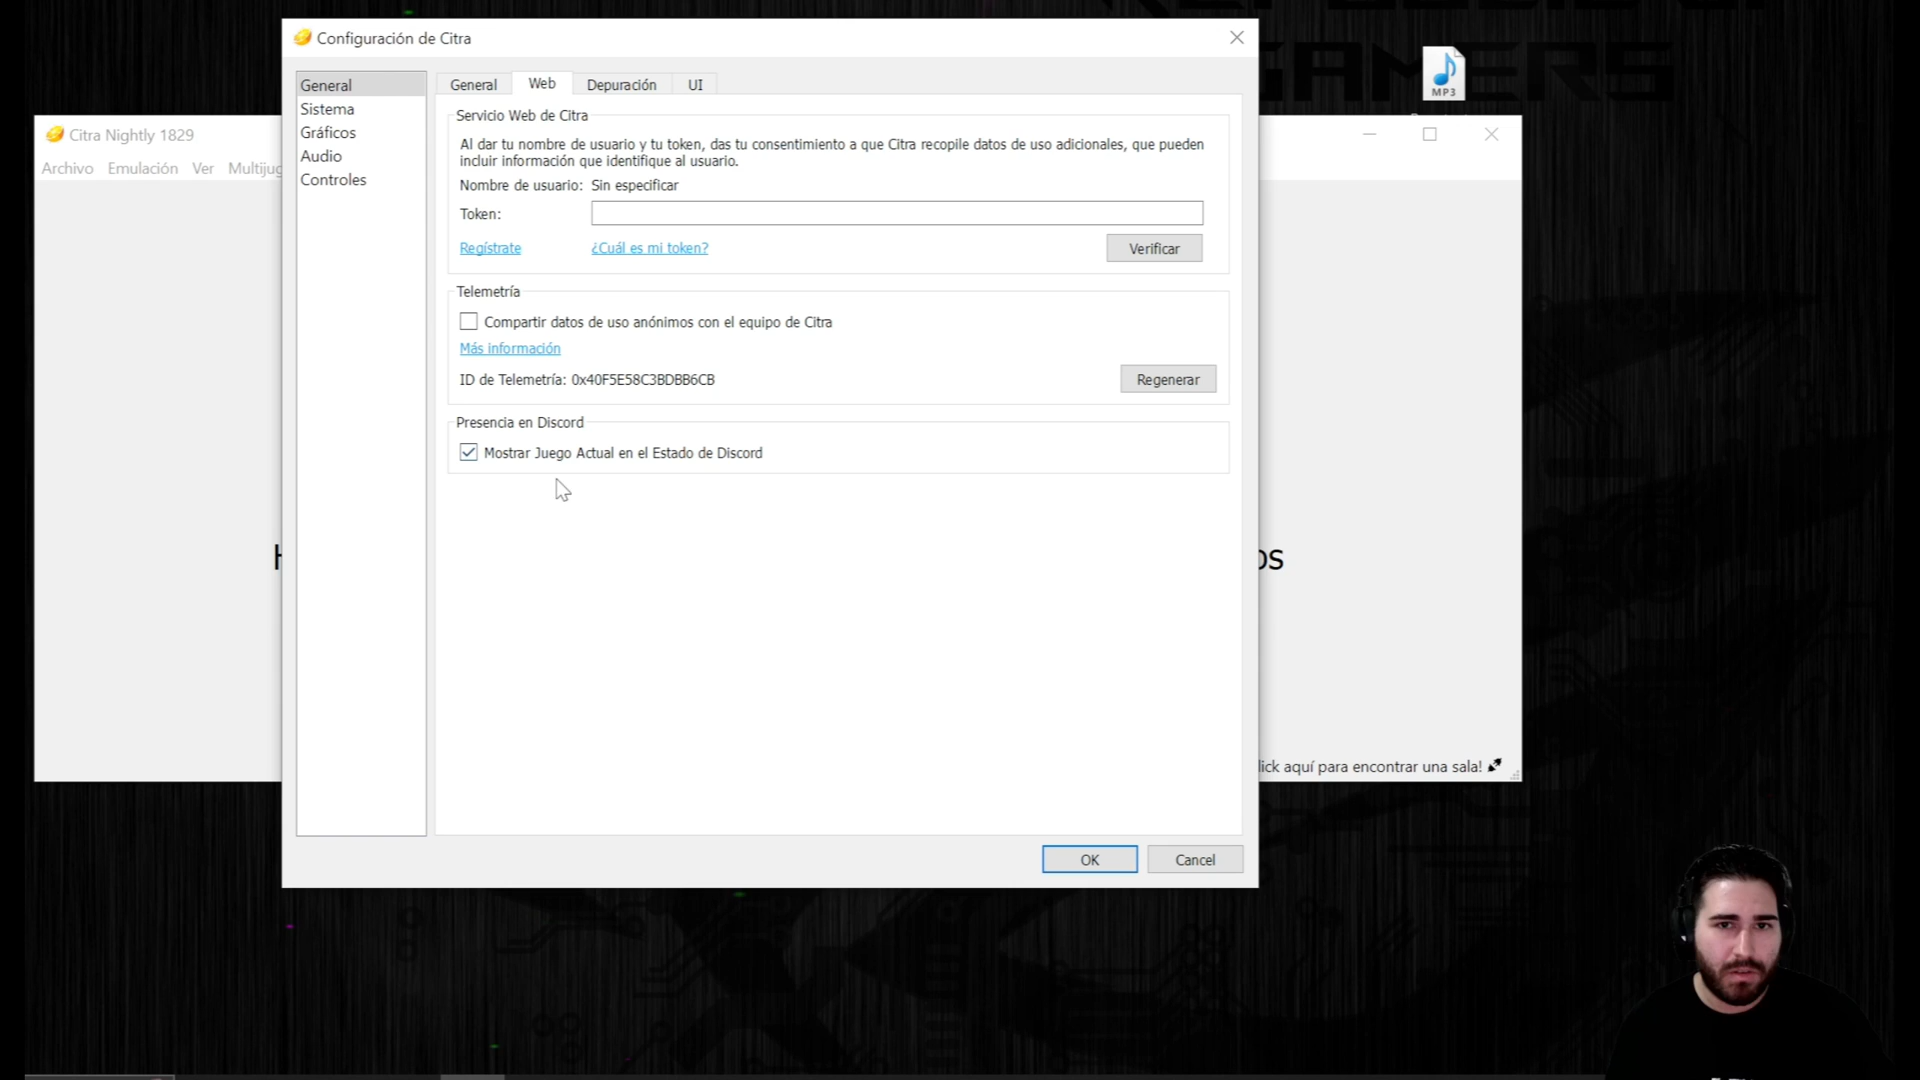 GAMERS
MP3
Configuración de Citra
General
Sistema
Gráficos
Audio
Controles
General
Web
Depuración
UI
Servicio Web de Citra
Al dar tu nombre de usuario y tu token, das tu consentimiento a que Citra recopile datos de uso adicionales, que pueden
incluir información que identifique al usuario.
Nombre de usuario: Sin especificar
Token:
Regístrate
¿Cuál es mi token?
Verificar
Telemetría
Compartir datos de uso anónimos con el equipo de Citra
Más información
ID de Telemetría: 0x40F5E58C3BDBB6CB
Regenerar
Presencia en Discord
Mostrar Juego Actual en el Estado de Discord
OK
Cancel
Citra Nightly 1829
Archivo
Emulación
Ver
Multijug
os
lick aquí para encontrar una sala!